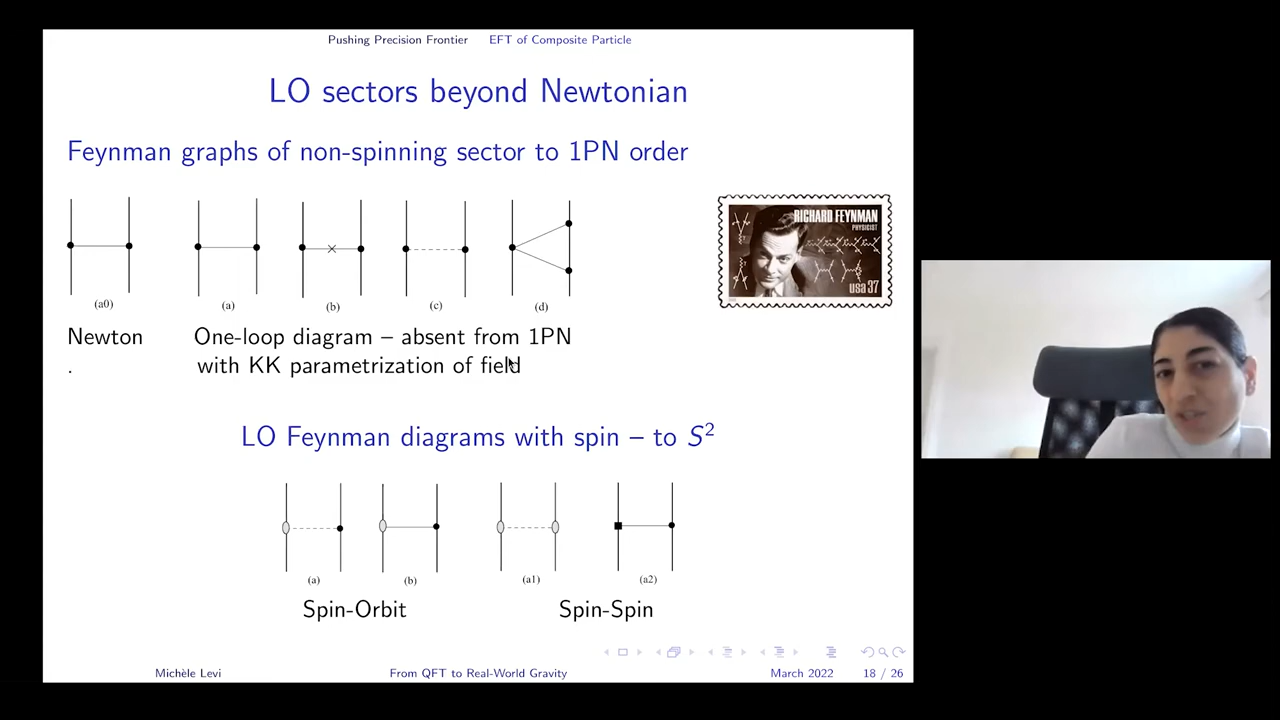 Pushing Precision Frontier EFT of Composite Particle
LO sectors beyond Newtonian
Feynman graphs of non-spinning sector to 1PN order
RICHARD FEYNMAN
PHYSICIST
usa 37
(a0) (a) (b) (c) (d)
Newton One-loop diagram – absent from 1PN
. with KK parametrization of field
LO Feynman diagrams with spin – to S²
(a) (b) (a1) (a2)
Spin-Orbit Spin-Spin
Michèle Levi From QFT to Real-World Gravity March 2022 18 / 26